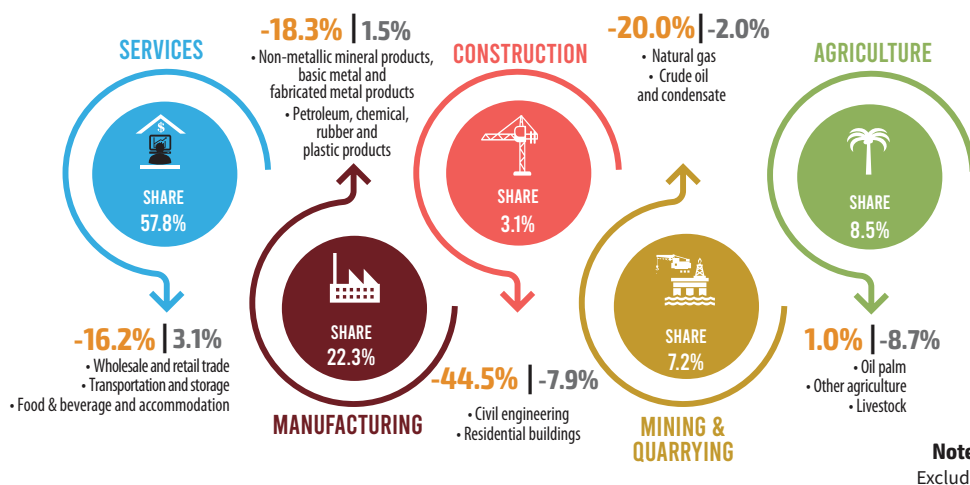 SERVICES
$
SHARE
57.8%
-16.2% | 3.1%
• Wholesale and retail trade
• Transportation and storage
• Food & beverage and accommodation
-18.3% | 1.5%
• Non-metallic mineral products,
basic metal and
fabricated metal products
• Petroleum, chemical,
rubber and
plastic products
SHARE
22.3%
MANUFACTURING
CONSTRUCTION
SHARE
3.1%
-44.5% | -7.9%
• Civil engineering
• Residential buildings
-20.0% | -2.0%
• Natural gas
• Crude oil
and condensate
SHARE
7.2%
MINING &
QUARRYING
AGRICULTURE
SHARE
8.5%
1.0% | -8.7%
• Oil palm
• Other agriculture
• Livestock
Note
Exclud